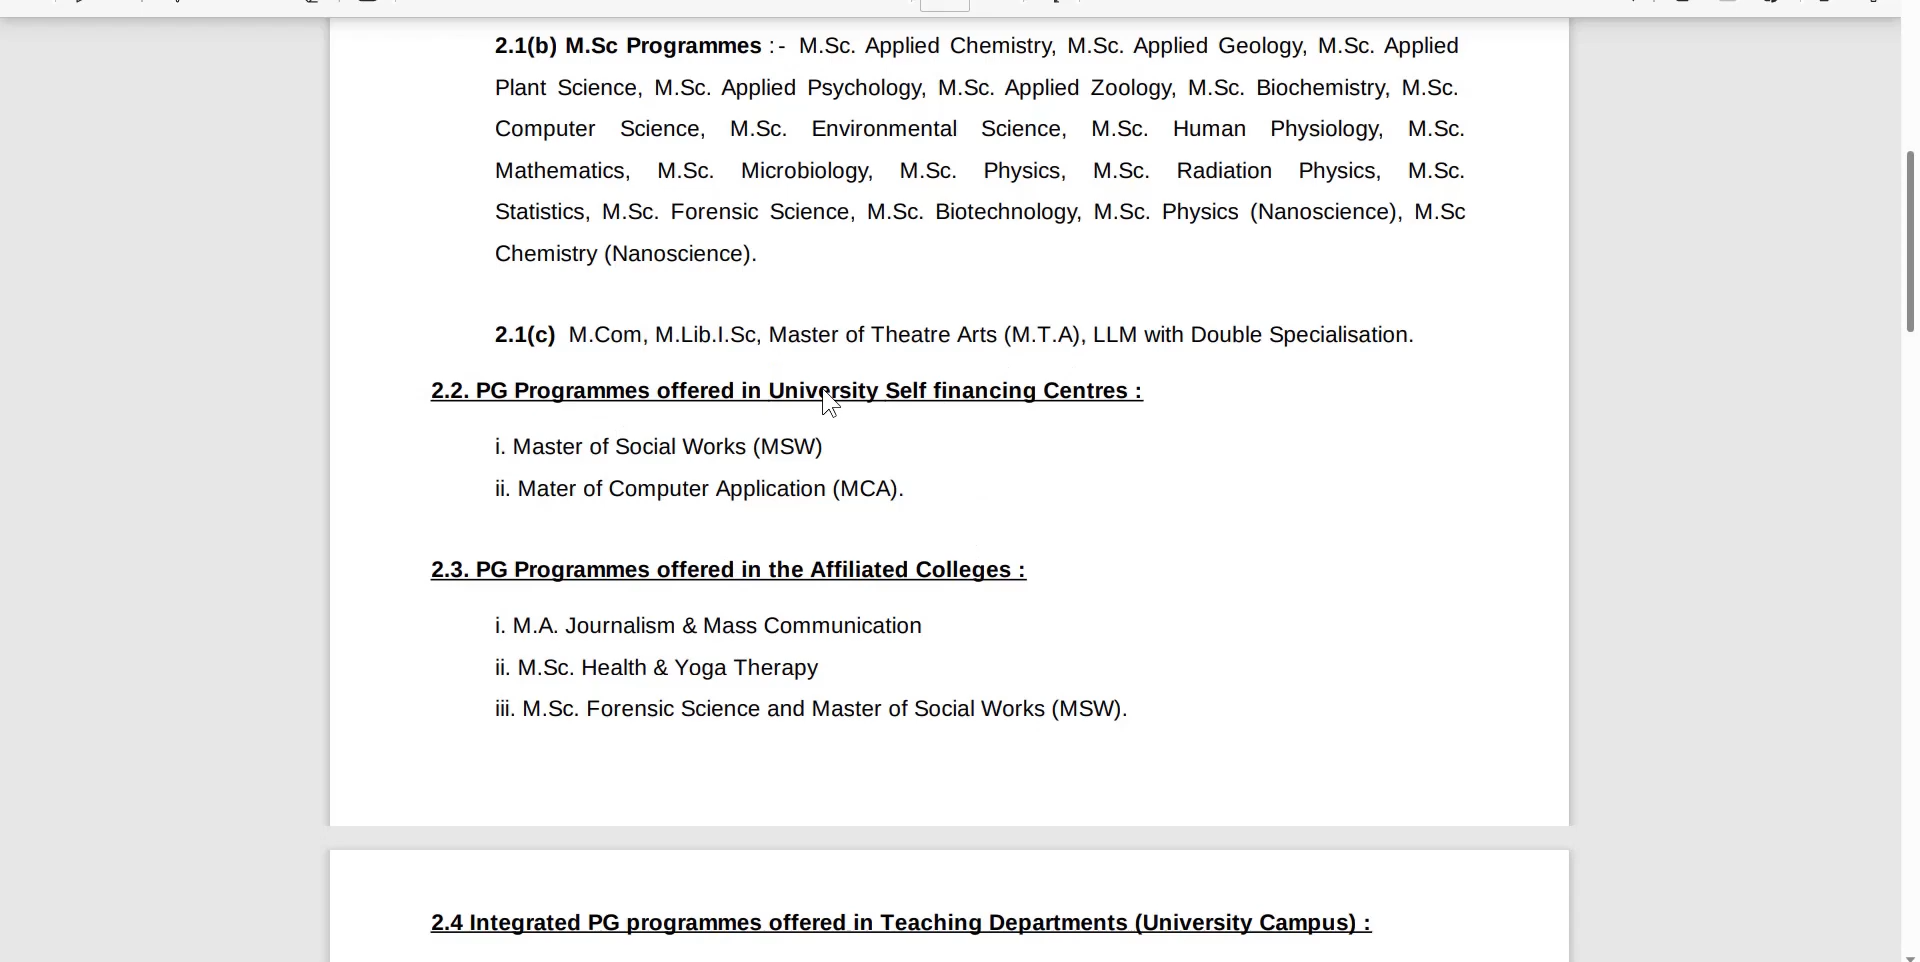 2.1(b) M.Sc Programmes :- M.Sc. Applied Chemistry, M.Sc. Applied Geology, M.Sc. Applied
Plant Science, M.Sc. Applied Psychology, M.Sc. Applied Zoology, M.Sc. Biochemistry, M.Sc.
Computer Science, M.Sc. Environmental Science, M.Sc. Human Physiology, M.Sc.
Mathematics, M.Sc. Microbiology, M.Sc. Physics, M.Sc. Radiation Physics, M.Sc.
Statistics, M.Sc. Forensic Science, M.Sc. Biotechnology, M.Sc. Physics (Nanoscience), M.Sc
Chemistry (Nanoscience).
2.1(c) M.Com, M.Lib.I.Sc, Master of Theatre Arts (M.T.A), LLM with Double Specialisation.
2.2. PG Programmes offered in University Self financing Centres :
i. Master of Social Works (MSW)
ii. Mater of Computer Application (MCA).
2.3. PG Programmes offered in the Affiliated Colleges :
i. M.A. Journalism & Mass Communication
ii. M.Sc. Health & Yoga Therapy
iii. M.Sc. Forensic Science and Master of Social Works (MSW).
2.4 Integrated PG programmes offered in Teaching Departments (University Campus) :